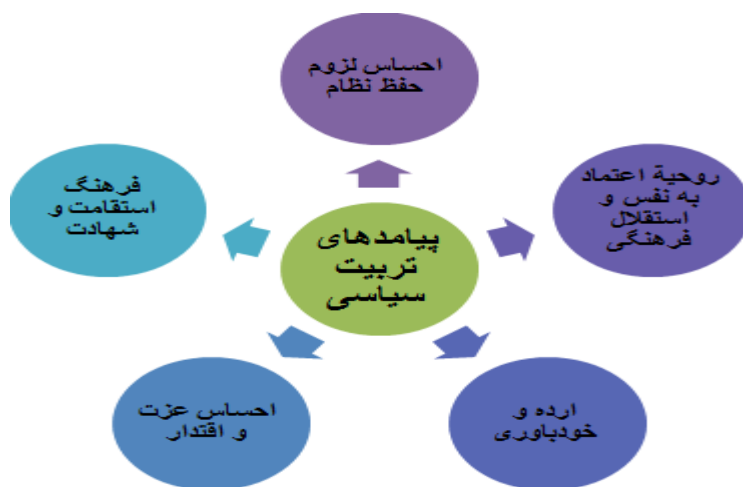 احساس لزوم
حفظ نظام
روحیة اعتماد
به نفس و
استقلال
فرهنگی
فرهنگ
استقامت و
شهادت
پیامدهای
تربیت
سیاسی
ارده و
خودباوری
احساس عزت
و اقتدار